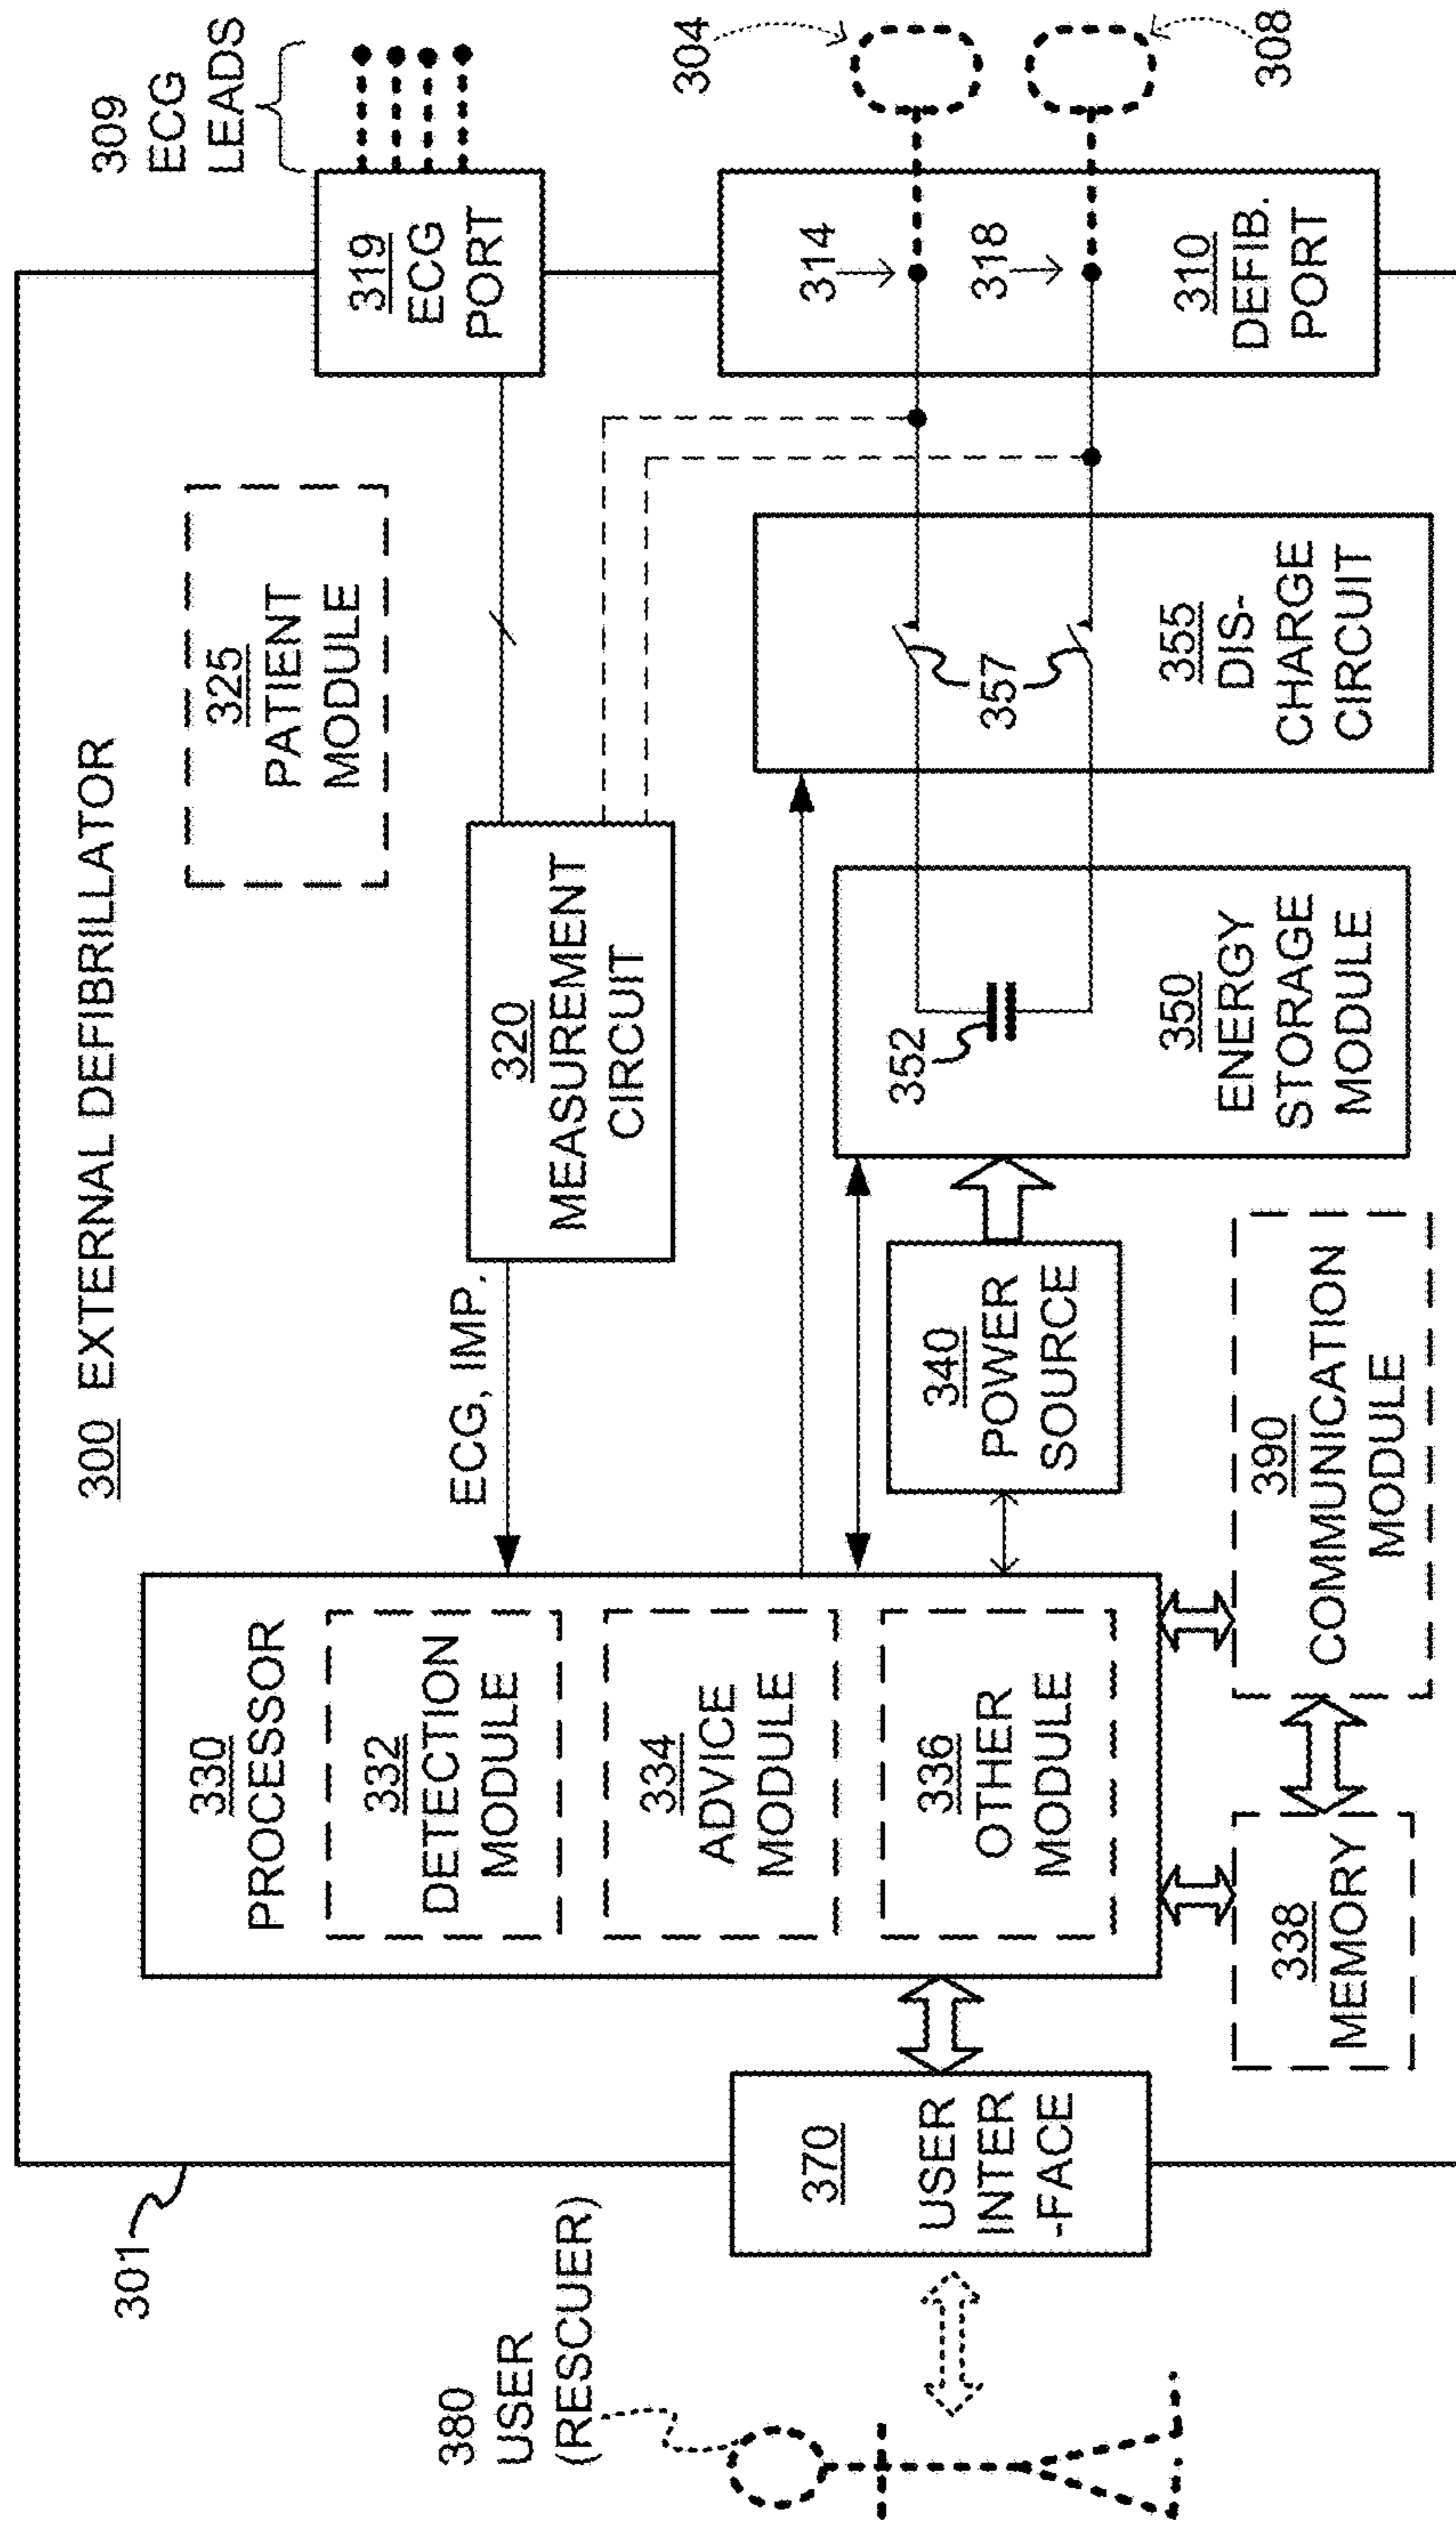 300 EXTERNAL DEFIBRILLATOR
301
380
USER
(RESCUER)
370
USER
INTER
-FACE
330
PROCESSOR
332
DETECTION
MODULE
334
ADVICE
MODULE
336
OTHER
MODULE
338
MEMORY
390
COMMUNICATION
MODULE
ECG, IMP.
340
POWER
SOURCE
320
MEASUREMENT
CIRCUIT
325
PATIENT
MODULE
352
350
ENERGY
STORAGE
MODULE
357
355
DIS-
CHARGE
CIRCUIT
309
ECG
LEADS
319
ECG
PORT
314
318
310
DEFIB.
PORT
304
308